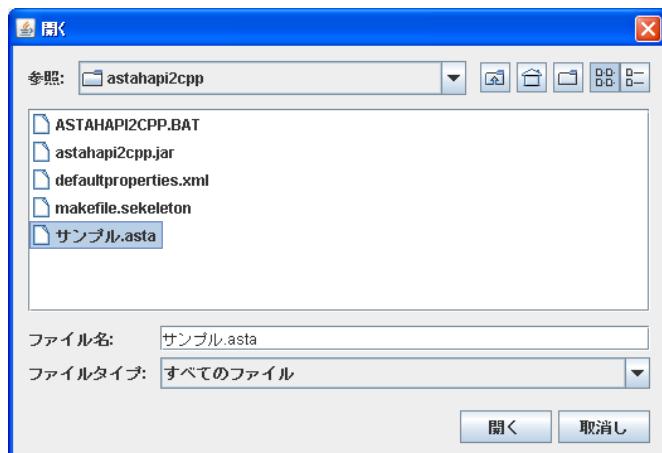 開く
参照: astahapi2cpp
ASTAHAPI2CPP.BAT
astahapi2cpp.jar
defaultproperties.xml
makefile.sekeleton
サンプル.asta
ファイル名: サンプル.asta
ファイルタイプ: すべてのファイル
開く 取消し